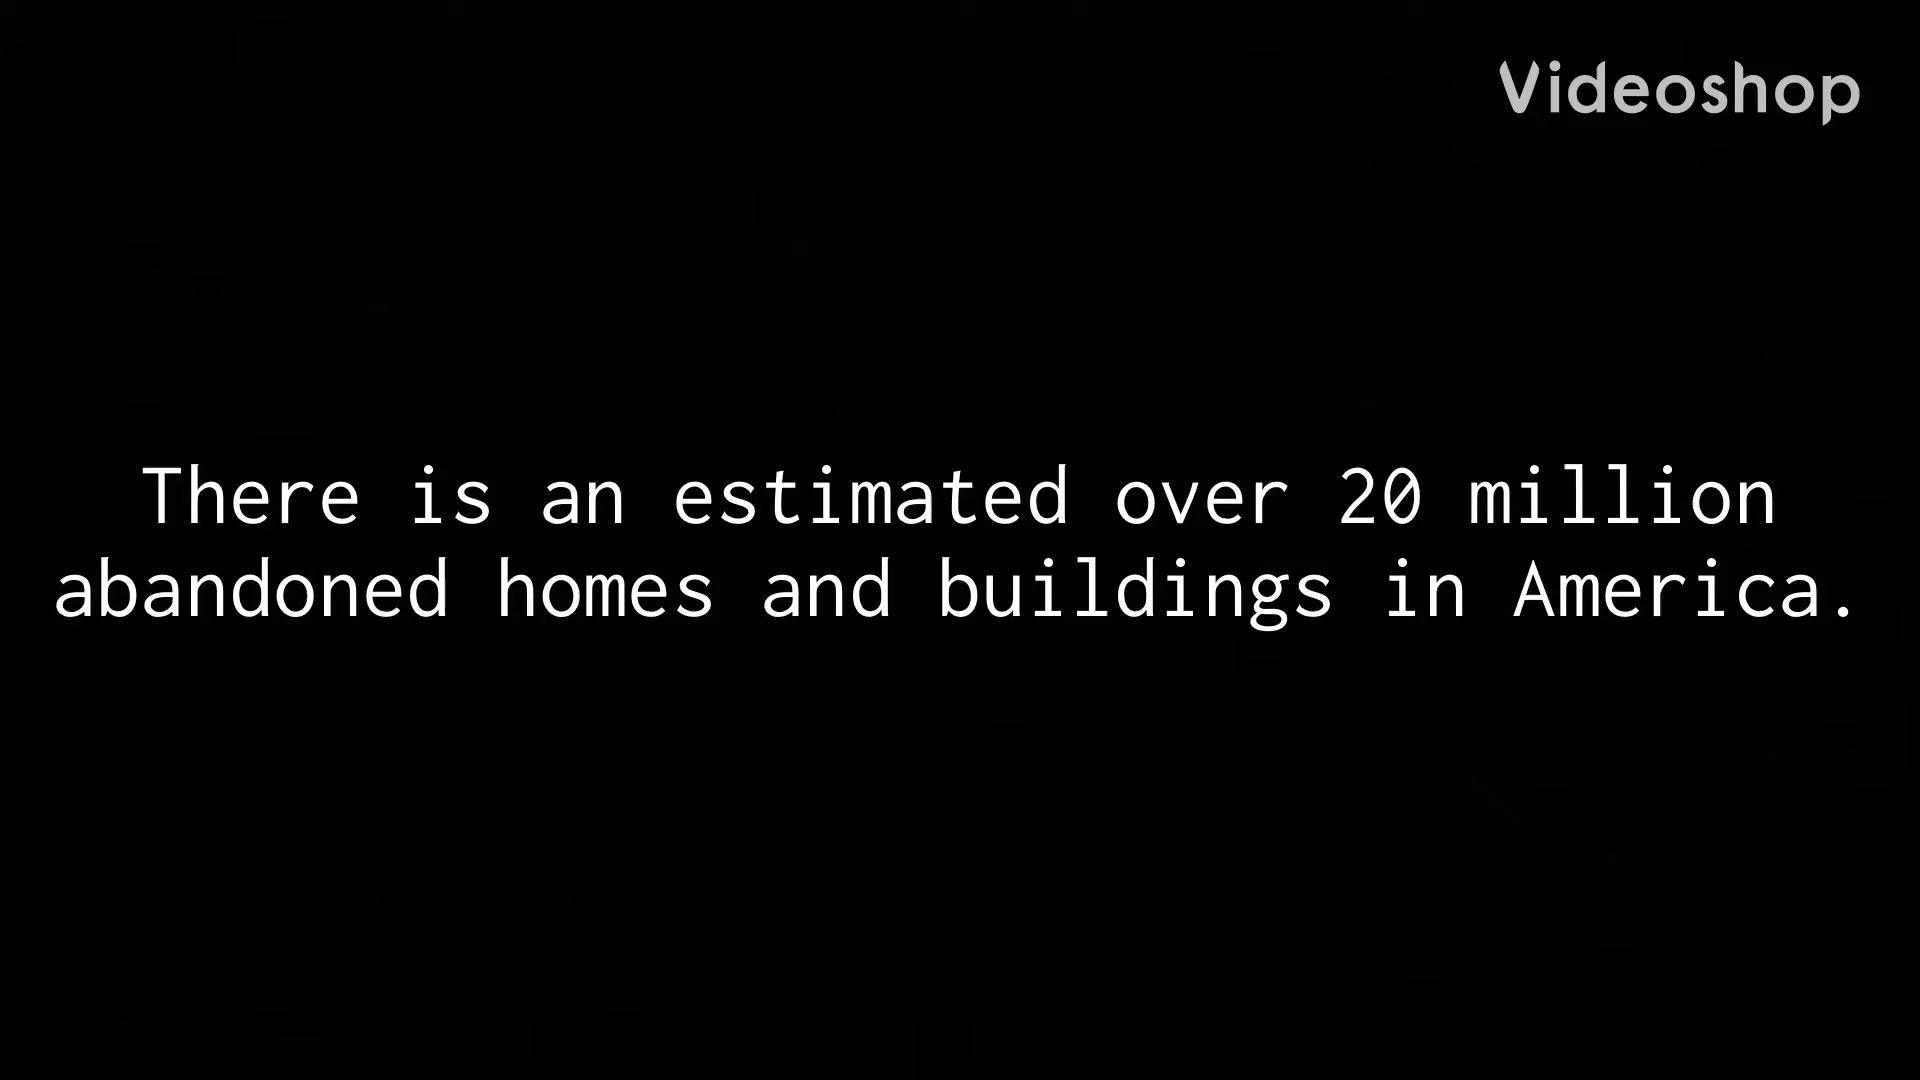 Videoshop
There is an estimated over 20 million
abandoned homes and buildings in America.